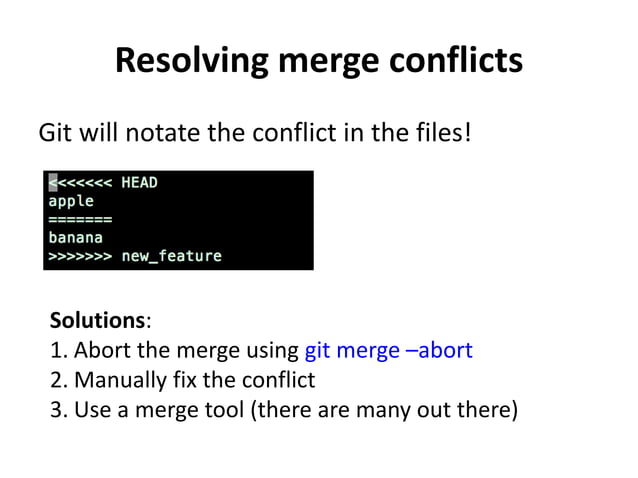 Resolving merge conflicts
Git will notate the conflict in the files!
<<<<<<< HEAD
apple
=======
banana
>>>>>>> new_feature
Solutions:
1. Abort the merge using git merge –abort
2. Manually fix the conflict
3. Use a merge tool (there are many out there)